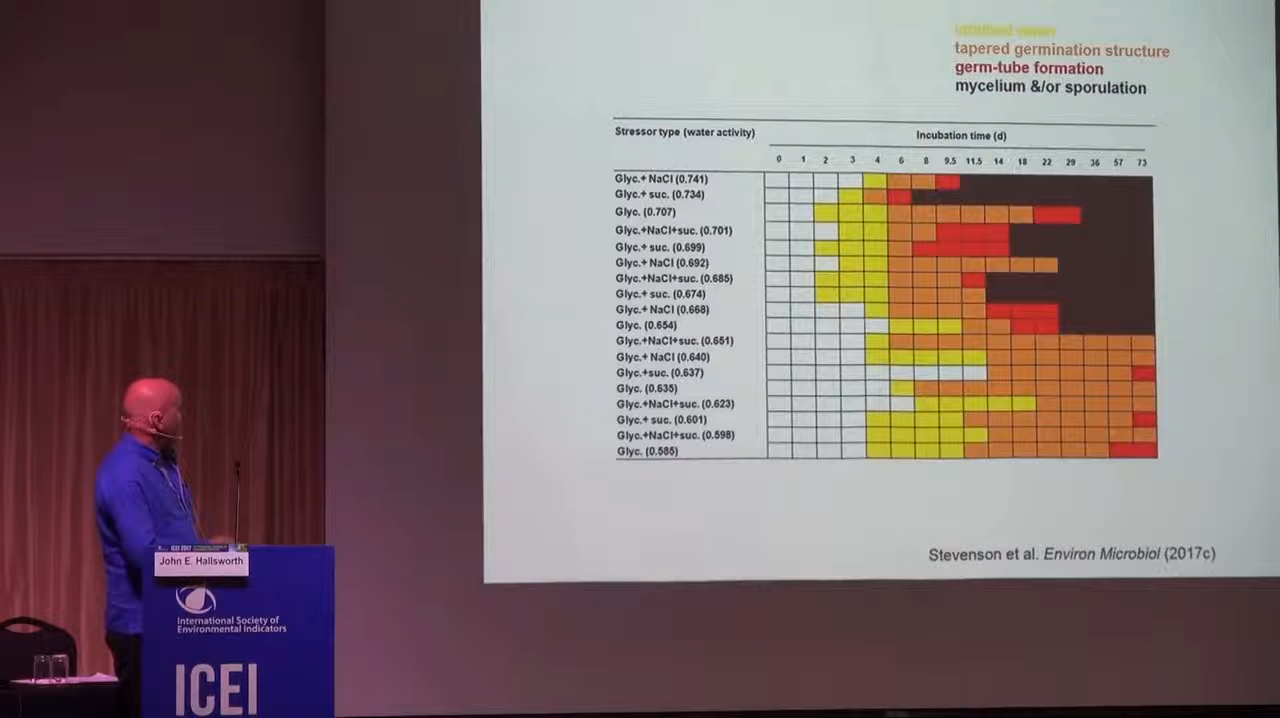 tapered germination structure
germ-tube formation
mycelium &/or sporulation
Stressor type (water activity)
Incubation time (d)
0 1 2 3 4 6 8 9.5 11.5 14 18 22 29 36 57 73
Glyc.+ NaCl (0.741)
Glyc.+ suc. (0.734)
Glyc. (0.707)
Glyc.+NaCl+suc. (0.701)
Glyc.+ suc. (0.699)
Glyc.+ NaCl (0.692)
Glyc.+NaCl+suc. (0.685)
Glyc.+ suc. (0.674)
Glyc.+ NaCl (0.668)
Glyc. (0.654)
Glyc.+NaCl+suc. (0.651)
Glyc.+ NaCl (0.640)
Glyc.+suc. (0.637)
Glyc. (0.635)
Glyc.+NaCl+suc. (0.623)
Glyc.+ suc. (0.601)
Glyc.+NaCl+suc. (0.598)
Glyc. (0.585)
Stevenson et al. Environ Microbiol (2017c)
ICEI 2017
John E. Hallsworth
International Society of
Environmental Indicators
ICEI